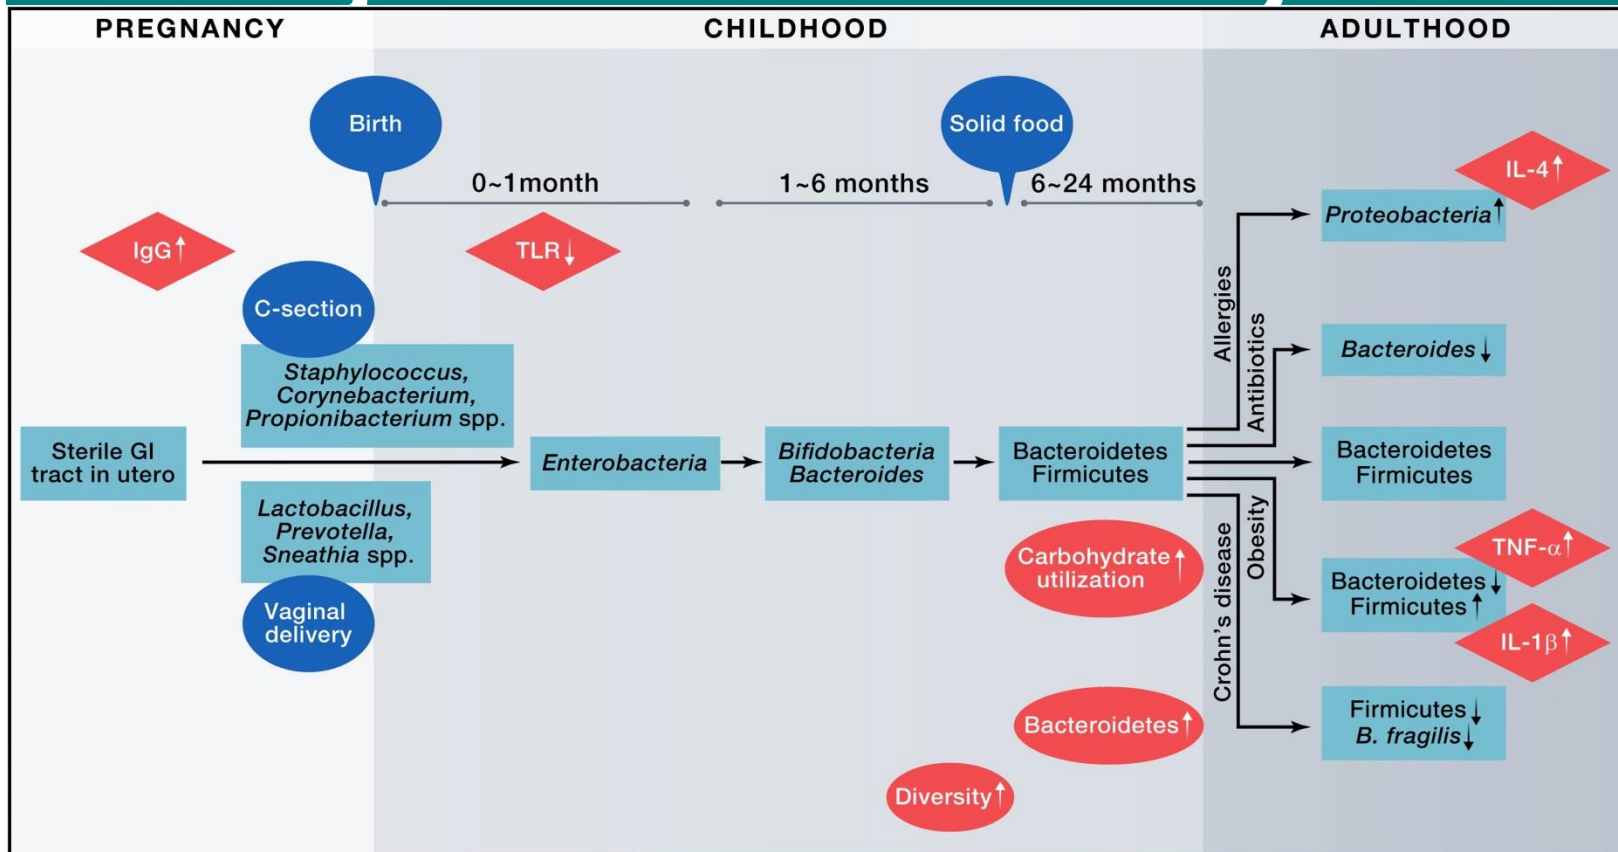 PREGNANCY
CHILDHOOD
ADULTHOOD
Birth
Solid food
0~1month
1~6 months
6~24 months
IgG↑
TLR↓
IL-4↑
Proteobacteria↑
C-section
Staphylococcus,
Corynebacterium,
Propionibacterium spp.
Sterile GI
tract in utero
Lactobacillus,
Prevotella,
Sneathia spp.
Vaginal
delivery
Enterobacteria
Bifidobacteria
Bacteroides
Bacteroidetes
Firmicutes
Carbohydrate↑
utilization
Bacteroidetes↑
Diversity↑
Allergies
Antibiotics
Obesity
Crohn's disease
Bacteroides↓
Bacteroidetes
Firmicutes
TNF-α↑
Bacteroidetes↓
Firmicutes↑
IL-1β↑
Firmicutes↓
B. fragilis↓